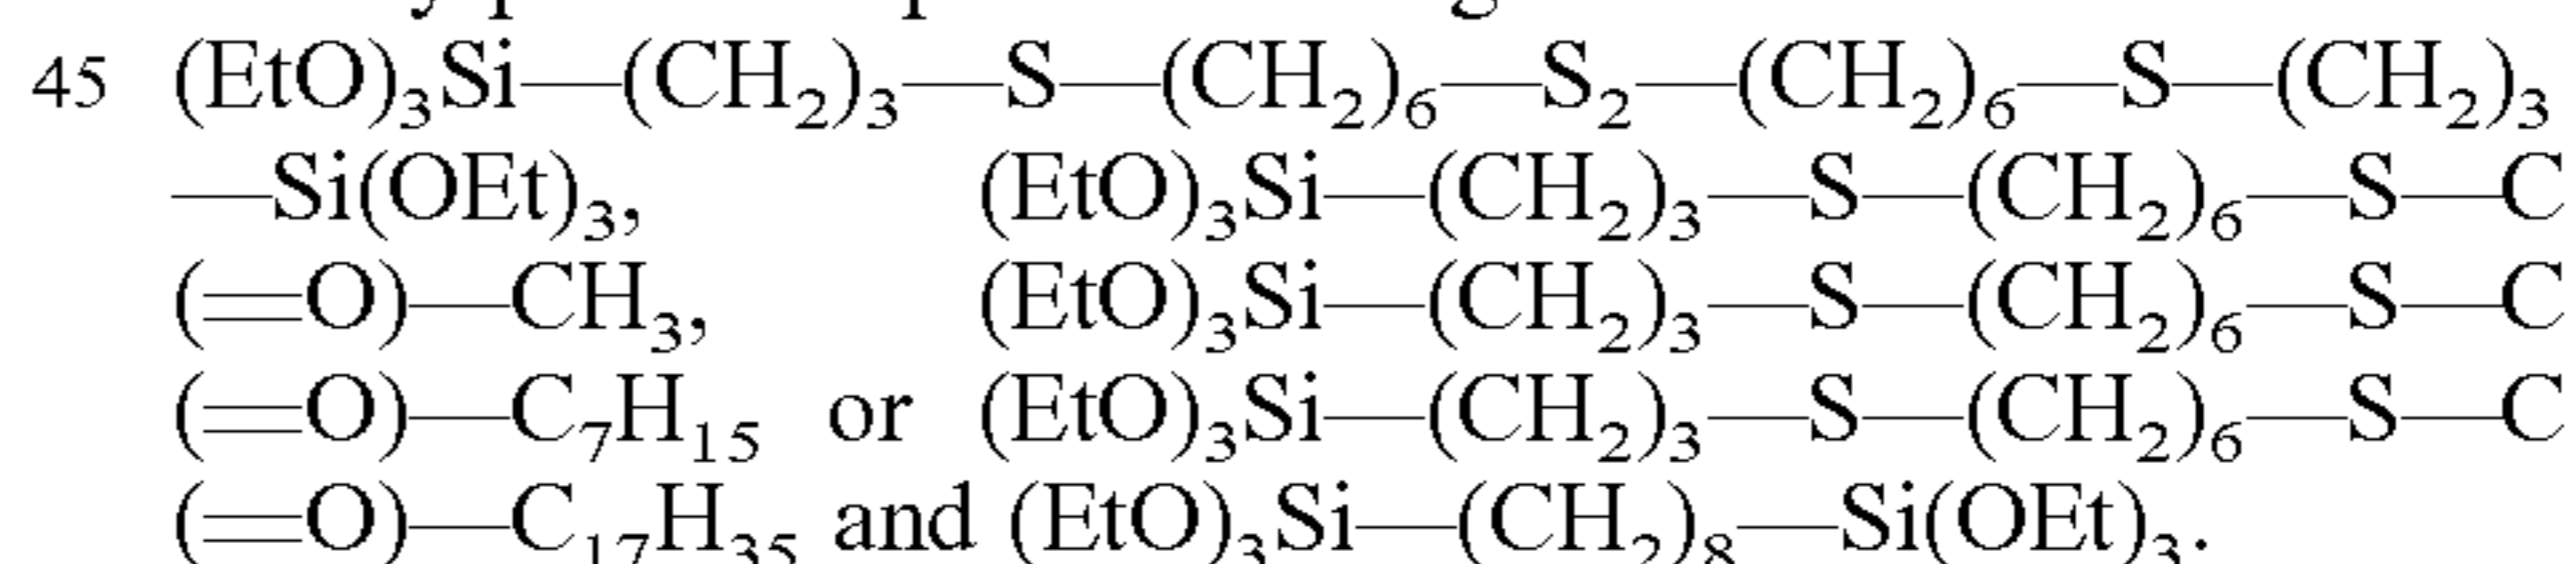 45 (EtO)₃Si—(CH₂)₃—S—(CH₂)₆—S₂—(CH₂)₆—S—(CH₂)₃
—Si(OEt)₃, (EtO)₃Si—(CH₂)₃—S—(CH₂)₆—S—C
(=O)—CH₃, (EtO)₃Si—(CH₂)₃—S—(CH₂)₆—S—C
(=O)—C₇H₁₅ or (EtO)₃Si—(CH₂)₃—S—(CH₂)₆—S—C
(=O)—C₁₇H₃₅ and (EtO)₃Si—(CH₂)₈—Si(OEt)₃.